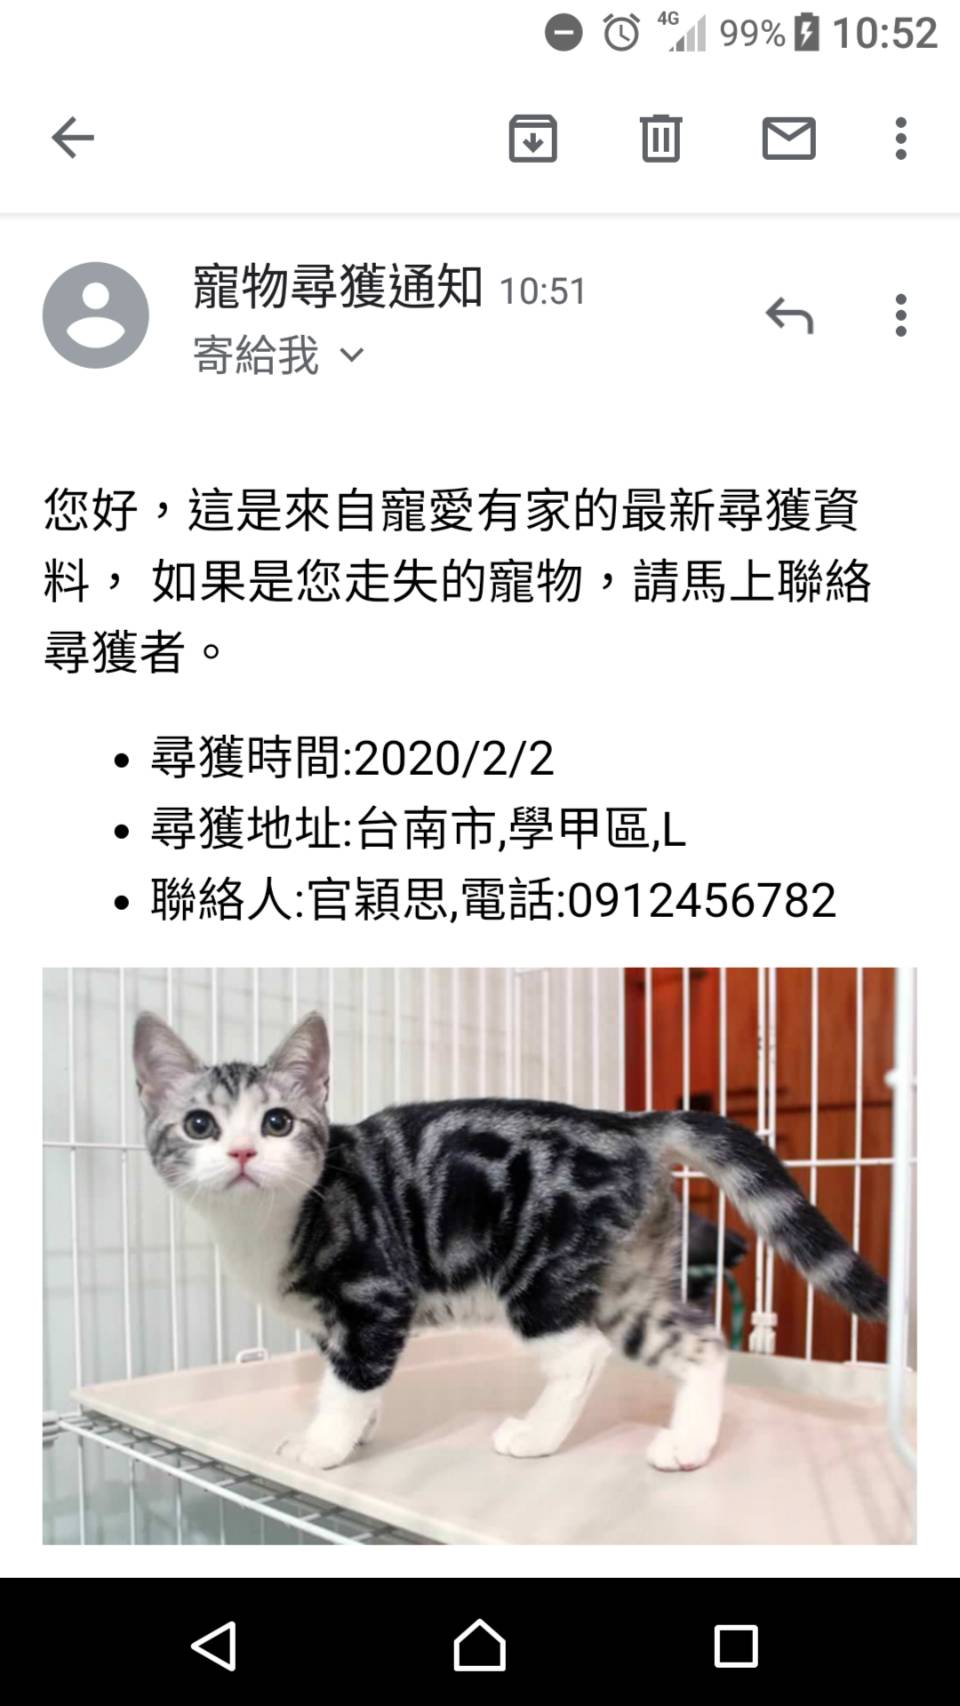 4G 99% 10:52
寵物尋獲通知 10:51
寄給我
您好，這是來自寵愛有家的最新尋獲資
料， 如果是您走失的寵物，請馬上聯絡
尋獲者。
• 尋獲時間:2020/2/2
• 尋獲地址:台南市,學甲區,L
• 聯絡人:官穎思,電話:0912456782